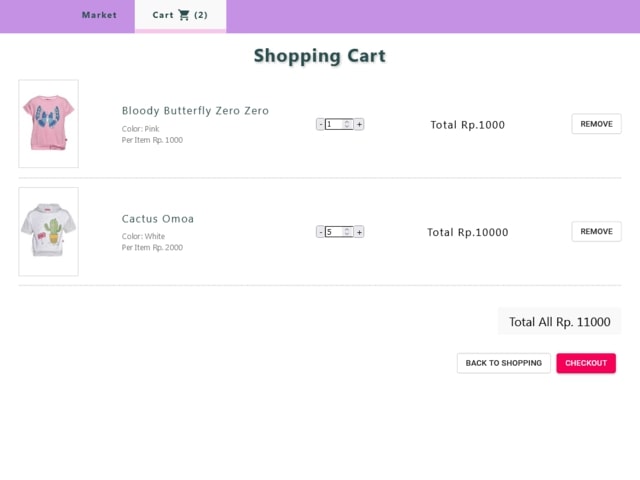 Market
Cart (2)
Shopping Cart
Bloody Butterfly Zero Zero
Color: Pink
Per Item Rp. 1000
- 1 +
Total Rp.1000
REMOVE
Cactus Omoa
Color: White
Per Item Rp. 2000
- 5 +
Total Rp.10000
REMOVE
Total All Rp. 11000
BACK TO SHOPPING
CHECKOUT